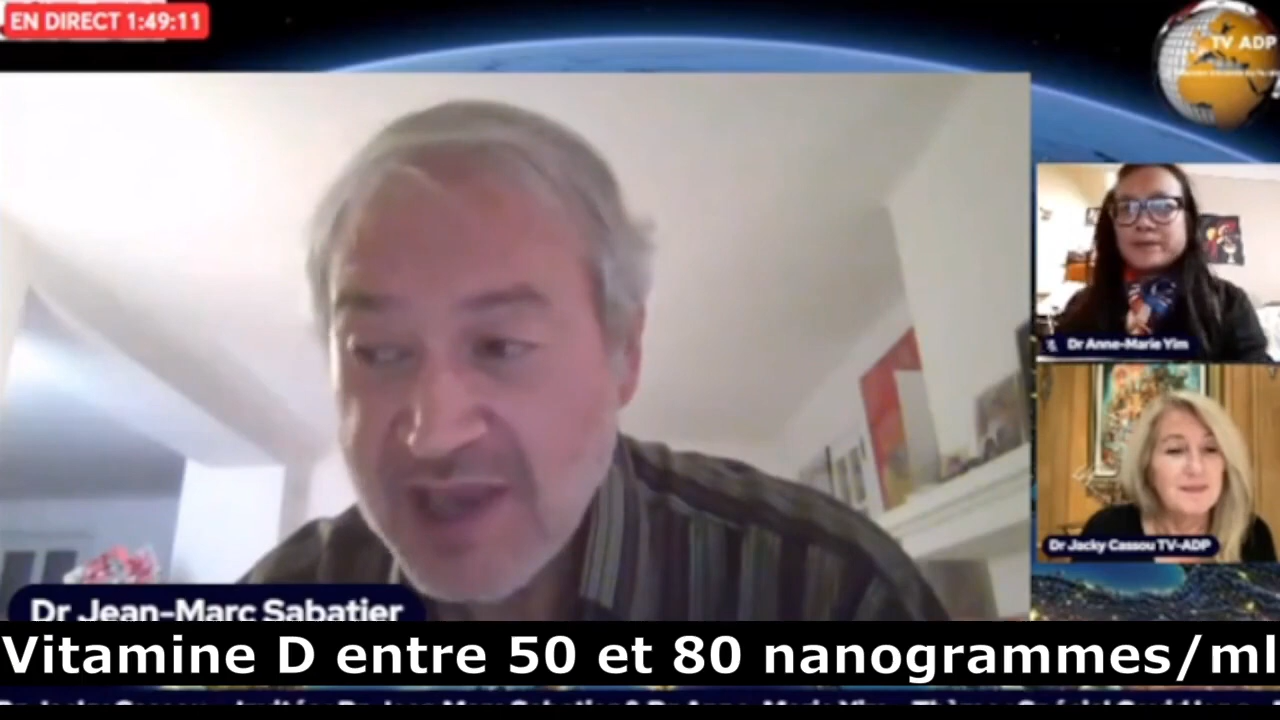 EN DIRECT 1:49:11
TV ADP
Dr Anne-Marie Yim
Dr Jacky Cassou TV-ADP
Dr Jean-Marc Sabatier
Vitamine D entre 50 et 80 nanogrammes/ml